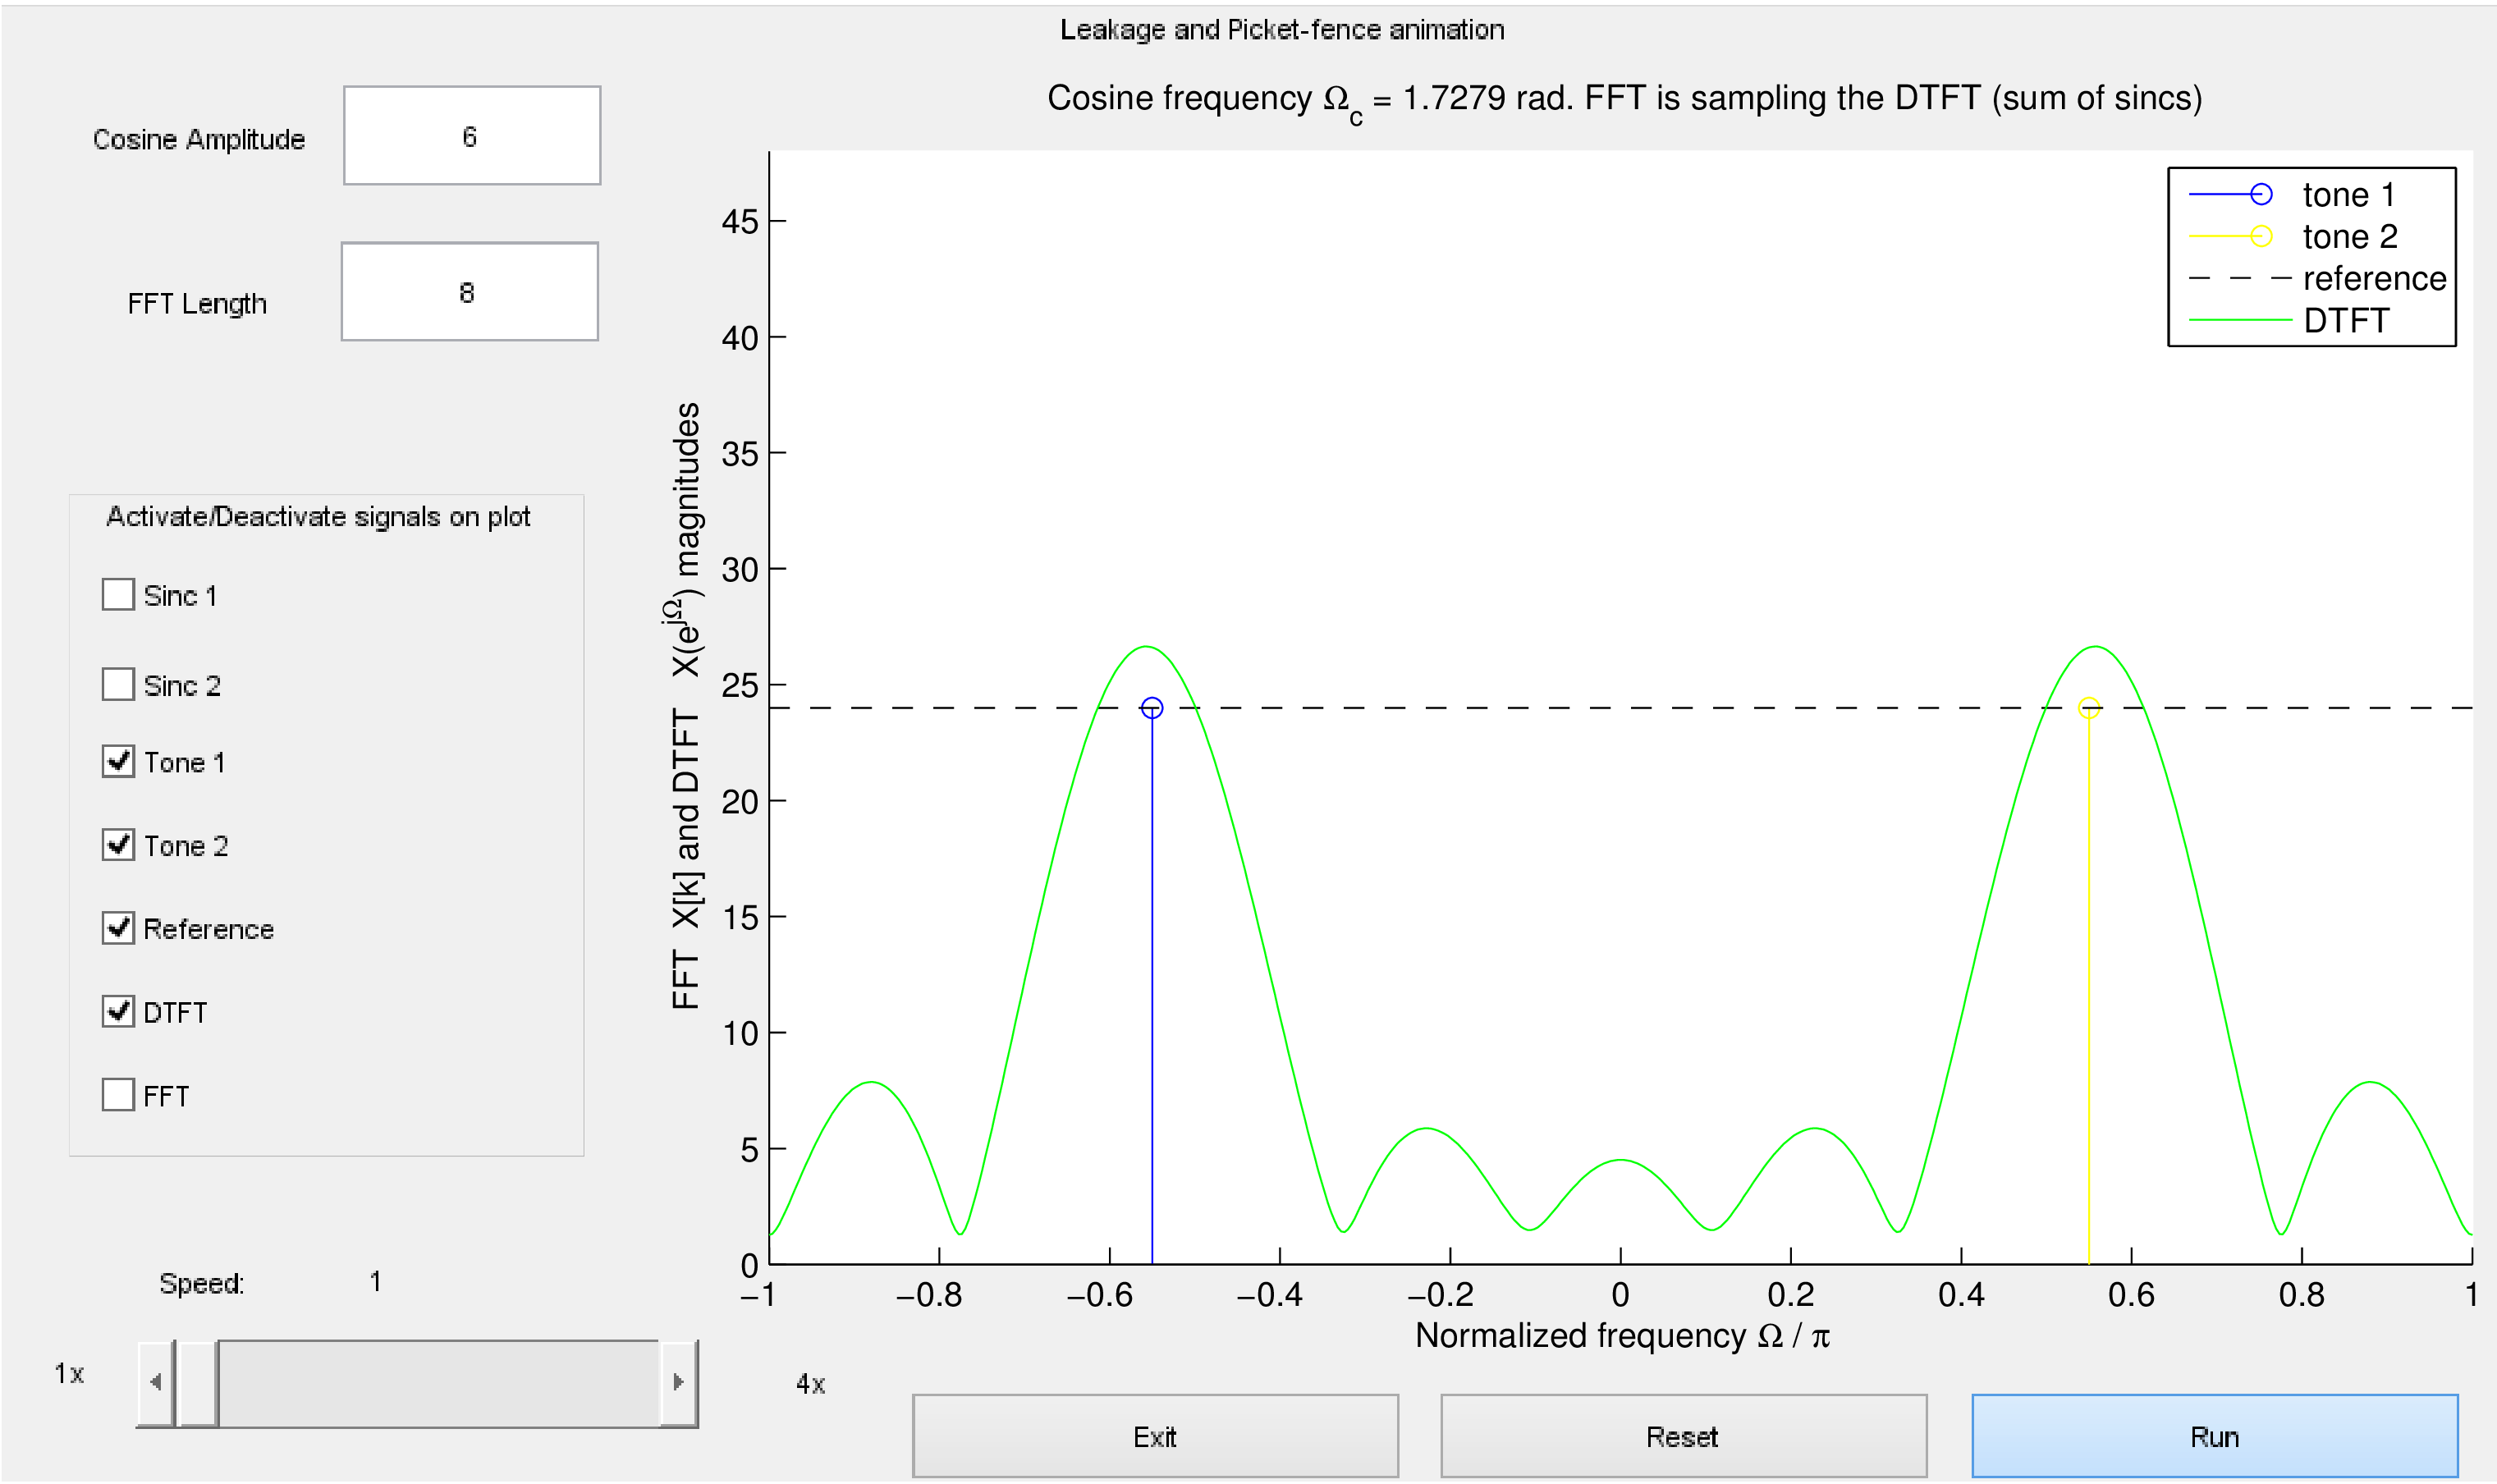 Leakage and Picket-fence animation
Cosine Amplitude
6
FFT Length
8
Activate/Deactivate signals on plot
Sinc 1
Sinc 2
Tone 1
Tone 2
Reference
DTFT
FFT
Speed:
1
1x
4x
Cosine frequency Ωc = 1.7279 rad. FFT is sampling the DTFT (sum of sincs)
tone 1
tone 2
reference
DTFT
FFT X[k] and DTFT X(e^jΩ) magnitudes
45
40
35
30
25
20
15
10
5
0
−1 −0.8 −0.6 −0.4 −0.2 0 0.2 0.4 0.6 0.8 1
Normalized frequency Ω / π
Exit
Reset
Run